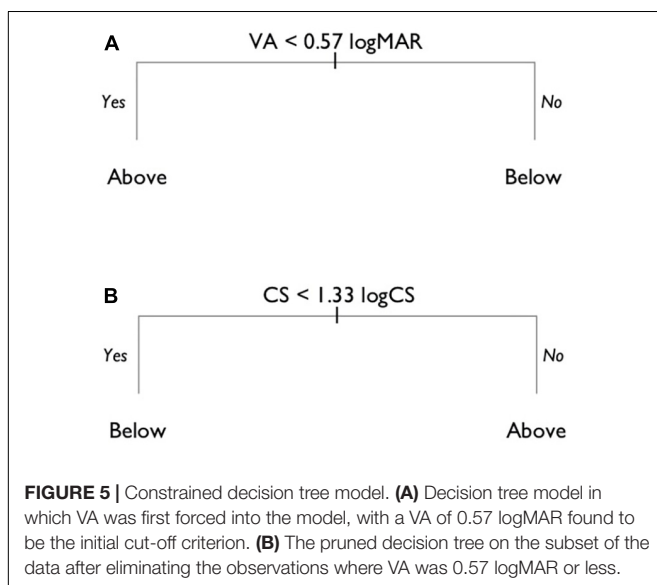 A
VA < 0.57 logMAR
Yes
No
Above
Below
B
CS < 1.33 logCS
Yes
No
Below
Above
FIGURE 5 | Constrained decision tree model. (A) Decision tree model in
which VA was first forced into the model, with a VA of 0.57 logMAR found to
be the initial cut-off criterion. (B) The pruned decision tree on the subset of the
data after eliminating the observations where VA was 0.57 logMAR or less.